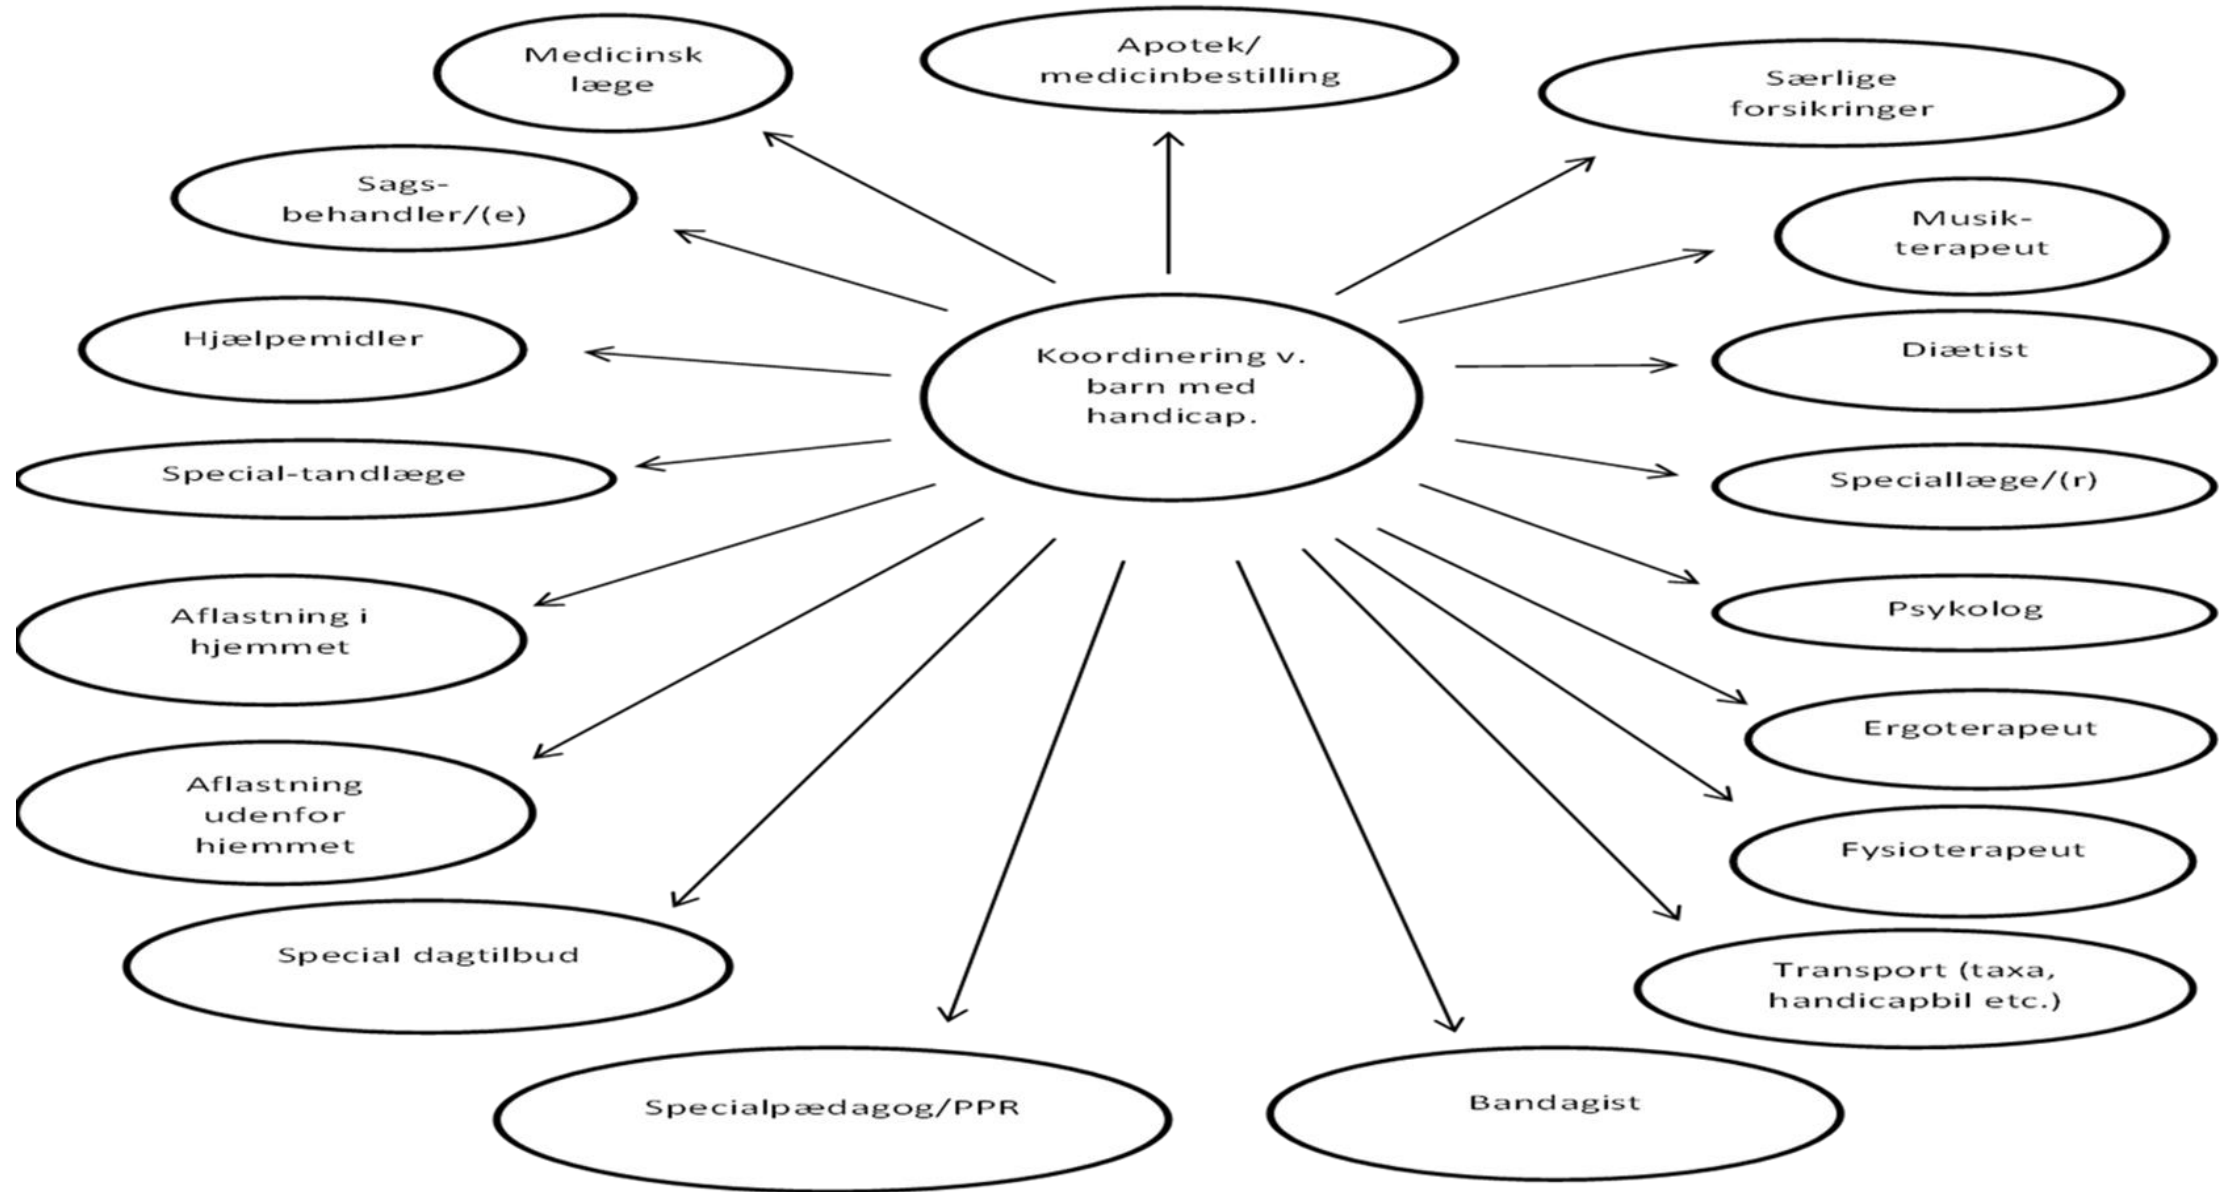 Medicinsk
læge
Apotek/
medicinbestilling
Særlige
forsikringer
Sags-
behandler/(e)
Musik-
terapeut
Hjælpemidler
Koordinering v.
barn med
handicap.
Diætist
Special-tandlæge
Speciallæge/(r)
Aflastning i
hjemmet
Psykolog
Ergoterapeut
Aflastning
udenfor
hjemmet
Fysioterapeut
Special dagtilbud
Transport (taxa,
handicapbil etc.)
Specialpædagog/PPR
Bandagist